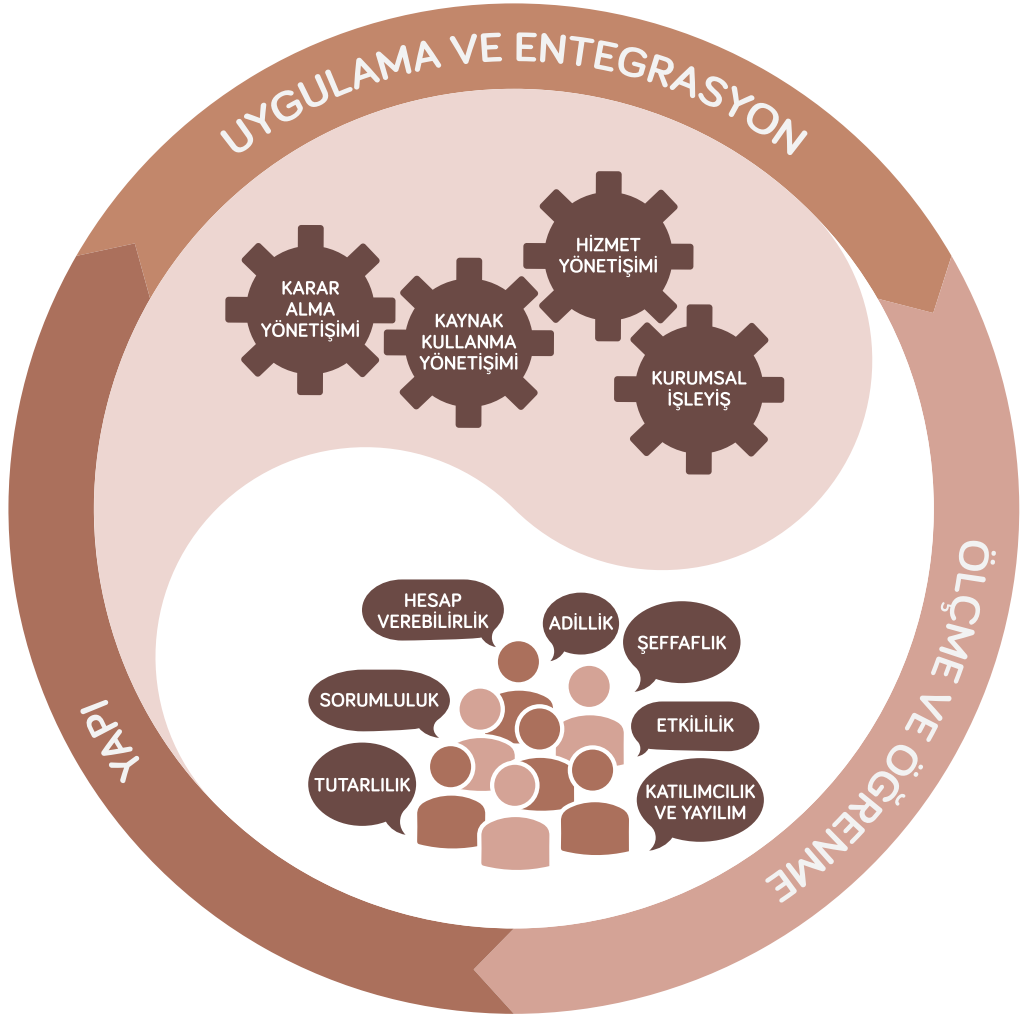 UYGULAMA VE ENTEGRASYON
HİZMET
YÖNETİŞİMİ
KARAR
ALMA
YÖNETİŞİMİ
KAYNAK
KULLANMA
YÖNETİŞİMİ
KURUMSAL
İŞLEYİŞ
ÖLÇME VE ÖĞRENME
YAPI
HESAP
VEREBİLİRLİK
ADİLLİK
ŞEFFAFLIK
SORUMLULUK
ETKİLİLİK
TUTARLILIK
KATILIMCILIK
VE YAYILIM